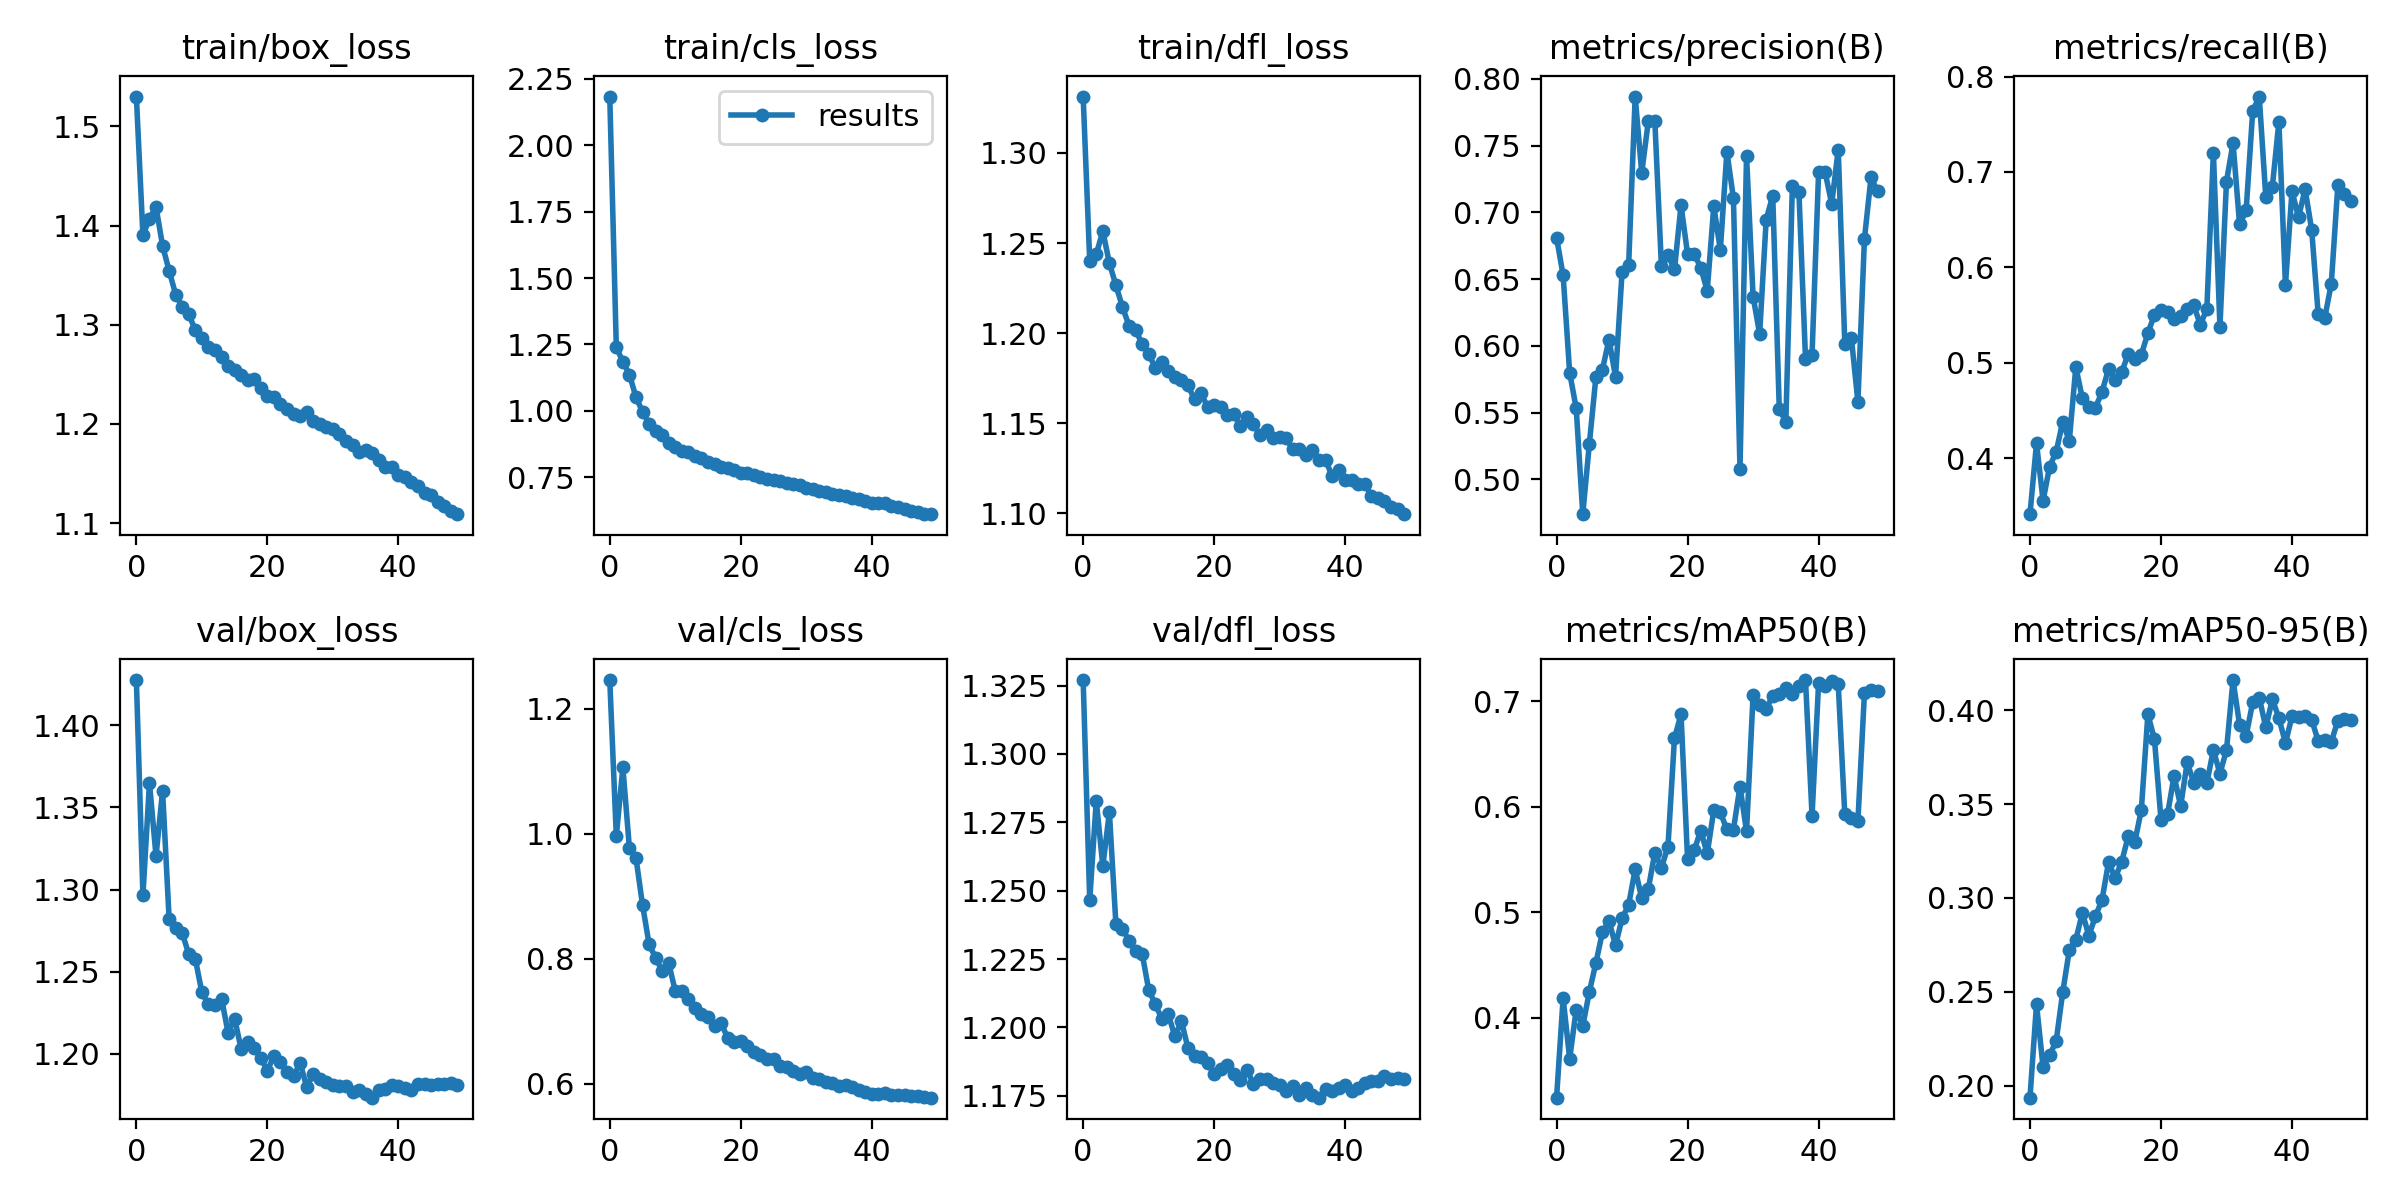 train/box_loss
1.5
1.4
1.3
1.2
1.1
0 20 40
train/cls_loss
results
2.25
2.00
1.75
1.50
1.25
1.00
0.75
0 20 40
train/dfl_loss
1.30
1.25
1.20
1.15
1.10
0 20 40
metrics/precision(B)
0.80
0.75
0.70
0.65
0.60
0.55
0.50
0 20 40
metrics/recall(B)
0.8
0.7
0.6
0.5
0.4
0 20 40
val/box_loss
1.40
1.35
1.30
1.25
1.20
0 20 40
val/cls_loss
1.2
1.0
0.8
0.6
0 20 40
val/dfl_loss
1.325
1.300
1.275
1.250
1.225
1.200
1.175
0 20 40
metrics/mAP50(B)
0.7
0.6
0.5
0.4
0 20 40
metrics/mAP50-95(B)
0.40
0.35
0.30
0.25
0.20
0 20 40